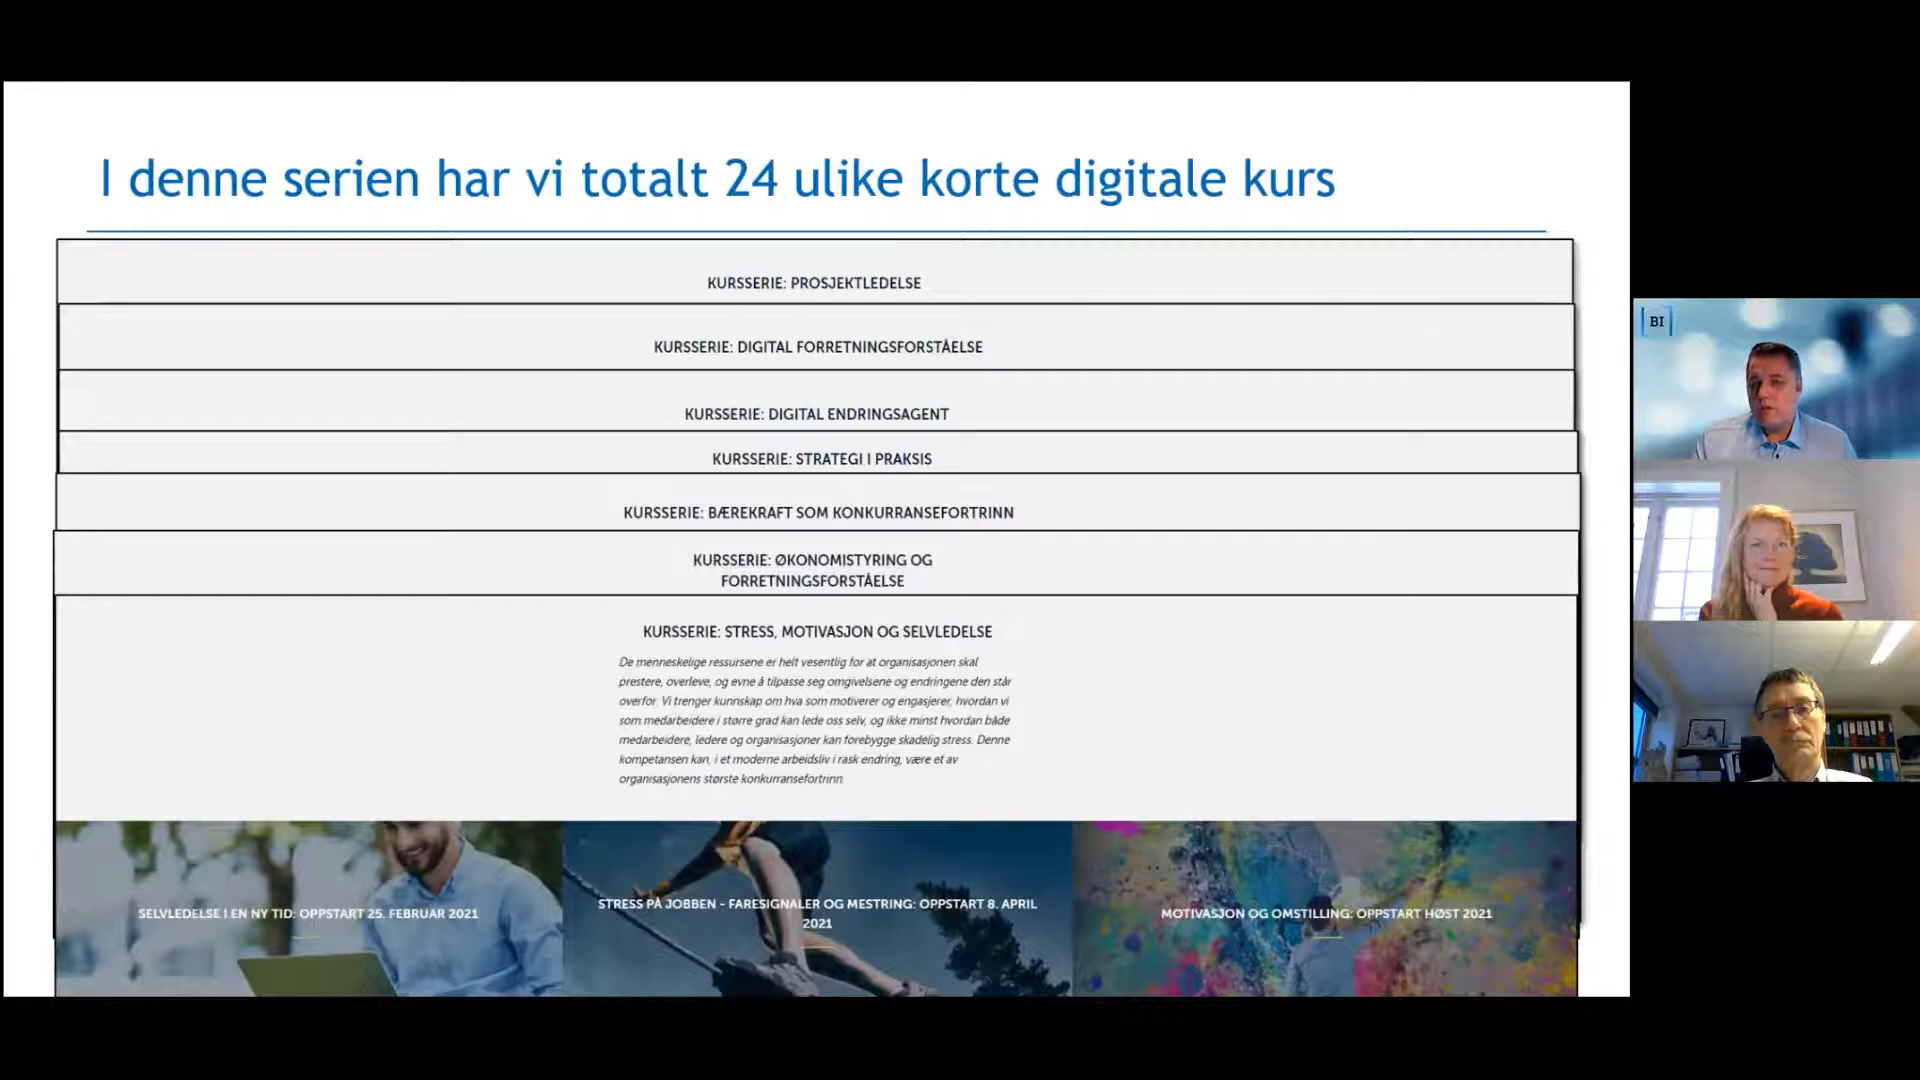 I denne serien har vi totalt 24 ulike korte digitale kurs
KURSSERIE: PROSJEKTLEDELSE
KURSSERIE: DIGITAL FORRETNINGSFORSTÅELSE
KURSSERIE: DIGITAL ENDRINGSAGENT
KURSSERIE: STRATEGI I PRAKSIS
KURSSERIE: BÆREKRAFT SOM KONKURRANSEFORTRINN
KURSSERIE: ØKONOMISTYRING OG
FORRETNINGSFORSTÅELSE
KURSSERIE: STRESS, MOTIVASJON OG SELVLEDELSE
De menneskelige ressursene er helt vesentlig for at organisasjonen skal
prestere, overleve, og evne å tilpasse seg omgivelsene og endringene den står
overfor. Vi trenger kunnskap om hva som motiverer og engasjerer, hvordan vi
som medarbeidere i større grad kan lede oss selv, og ikke minst hvordan både
medarbeidere, ledere og organisasjoner kan forebygge skadelig stress. Denne
kompetansen kan, i et moderne arbeidsliv i rask endring, være et av
organisasjonens største konkurransefortrinn.
SELVLEDELSE I EN NY TID: OPPSTART 25. FEBRUAR 2021
STRESS PÅ JOBBEN - FARESIGNALER OG MESTRING: OPPSTART 8. APRIL
2021
MOTIVASJON OG OMSTILLING: OPPSTART HØST 2021
BI